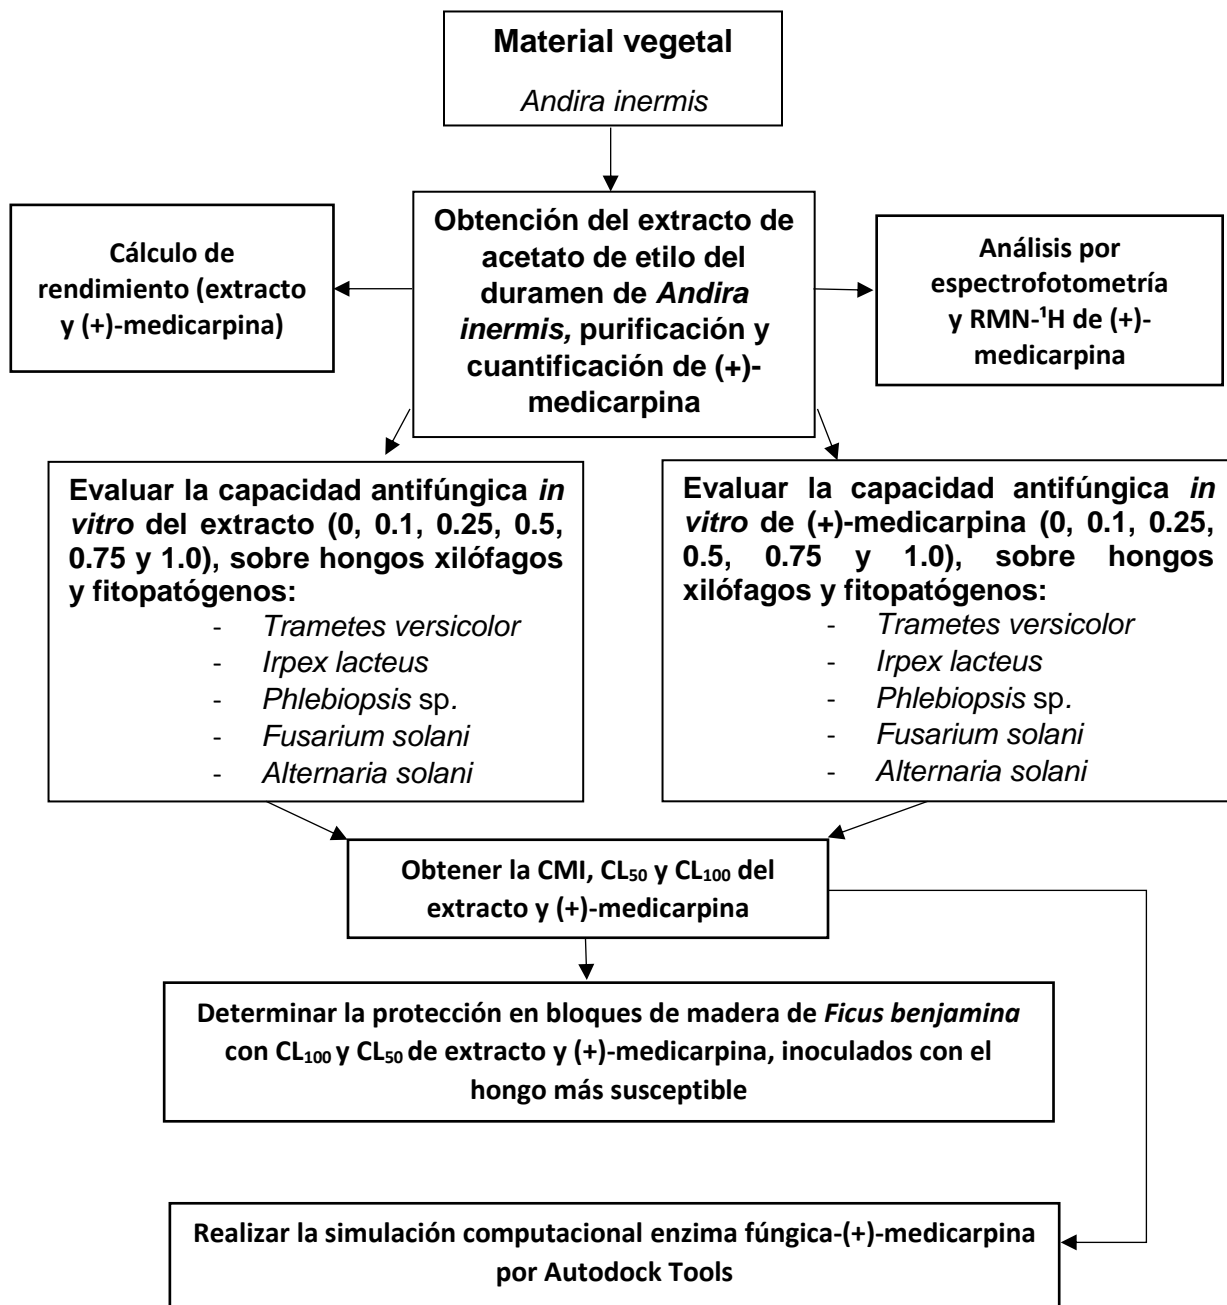 Material vegetal
Andira inermis
Obtención del extracto de
acetato de etilo del
duramen de Andira
inermis, purificación y
cuantificación de (+)-
medicarpina
Cálculo de
rendimiento (extracto
y (+)-medicarpina)
Análisis por
espectrofotometría
y RMN-¹H de (+)-
medicarpina
Evaluar la capacidad antifúngica in
vitro del extracto (0, 0.1, 0.25, 0.5,
0.75 y 1.0), sobre hongos xilófagos
y fitopatógenos:
- Trametes versicolor
- Irpex lacteus
- Phlebiopsis sp.
- Fusarium solani
- Alternaria solani
Evaluar la capacidad antifúngica in
vitro de (+)-medicarpina (0, 0.1, 0.25,
0.5, 0.75 y 1.0), sobre hongos
xilófagos y fitopatógenos:
- Trametes versicolor
- Irpex lacteus
- Phlebiopsis sp.
- Fusarium solani
- Alternaria solani
Obtener la CMI, CL₅₀ y CL₁₀₀ del
extracto y (+)-medicarpina
Determinar la protección en bloques de madera de Ficus benjamina
con CL₁₀₀ y CL₅₀ de extracto y (+)-medicarpina, inoculados con el
hongo más susceptible
Realizar la simulación computacional enzima fúngica-(+)-medicarpina
por Autodock Tools